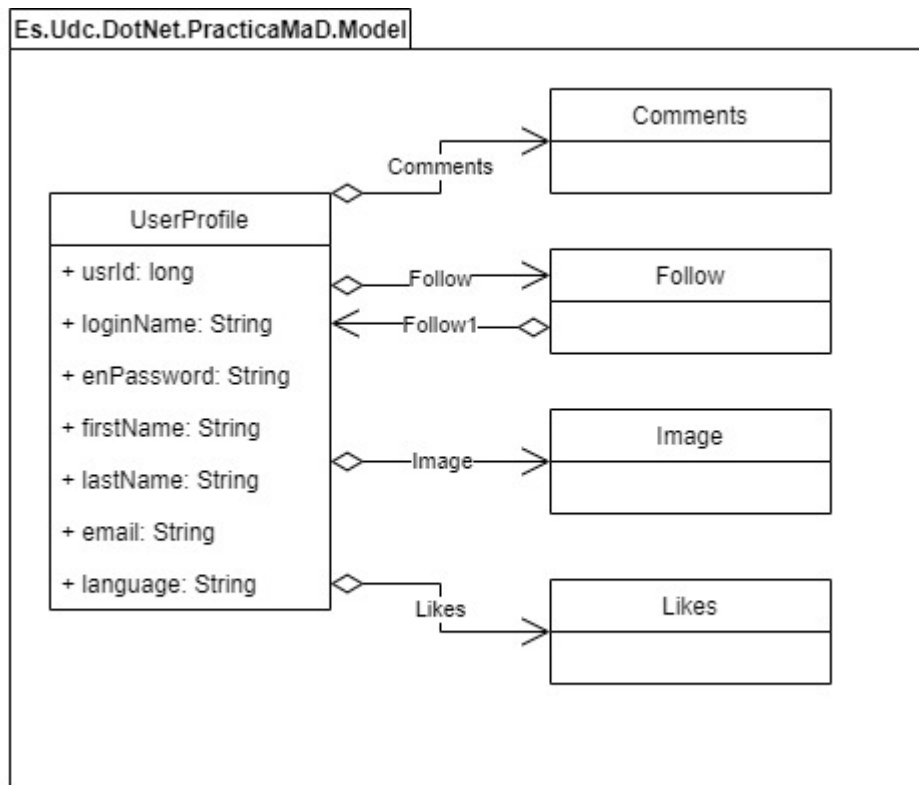 Es.Udc.DotNet.PracticaMaD.Model
Comments
Comments
UserProfile
+ usrId: long
+ loginName: String
+ enPassword: String
+ firstName: String
+ lastName: String
+ email: String
+ language: String
Follow
Follow
Follow1
Image
Image
Likes
Likes